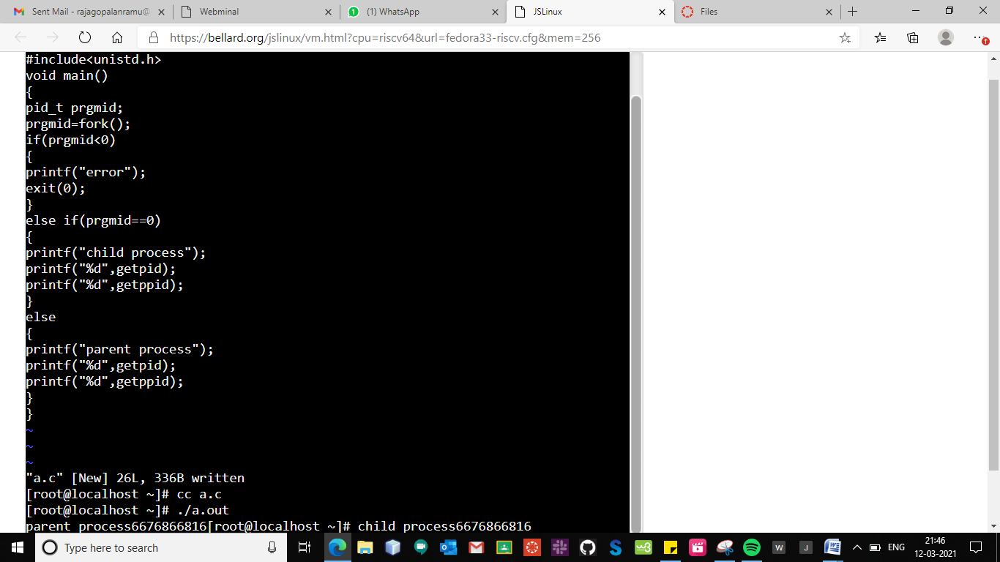 Sent Mail - rajagopalanramu@
Webminal
(1) WhatsApp
JSLinux
Files
https://bellard.org/jslinux/vm.html?cpu=riscv64&url=fedora33-riscv.cfg&mem=256
#include<unistd.h>
void main()
{
pid_t prgmid;
prgmid=fork();
if(prgmid<0)
{
printf("error");
exit(0);
}
else if(prgmid==0)
{
printf("child process");
printf("%d",getpid);
printf("%d",getppid);
}
else
{
printf("parent process");
printf("%d",getpid);
printf("%d",getppid);
}
}
~
~
~
"a.c" [New] 26L, 336B written
[root@localhost ~]# cc a.c
[root@localhost ~]# ./a.out
parent process6676866816[root@localhost ~]# child process6676866816
Type here to search
W
J
ENG
21:46
12-03-2021